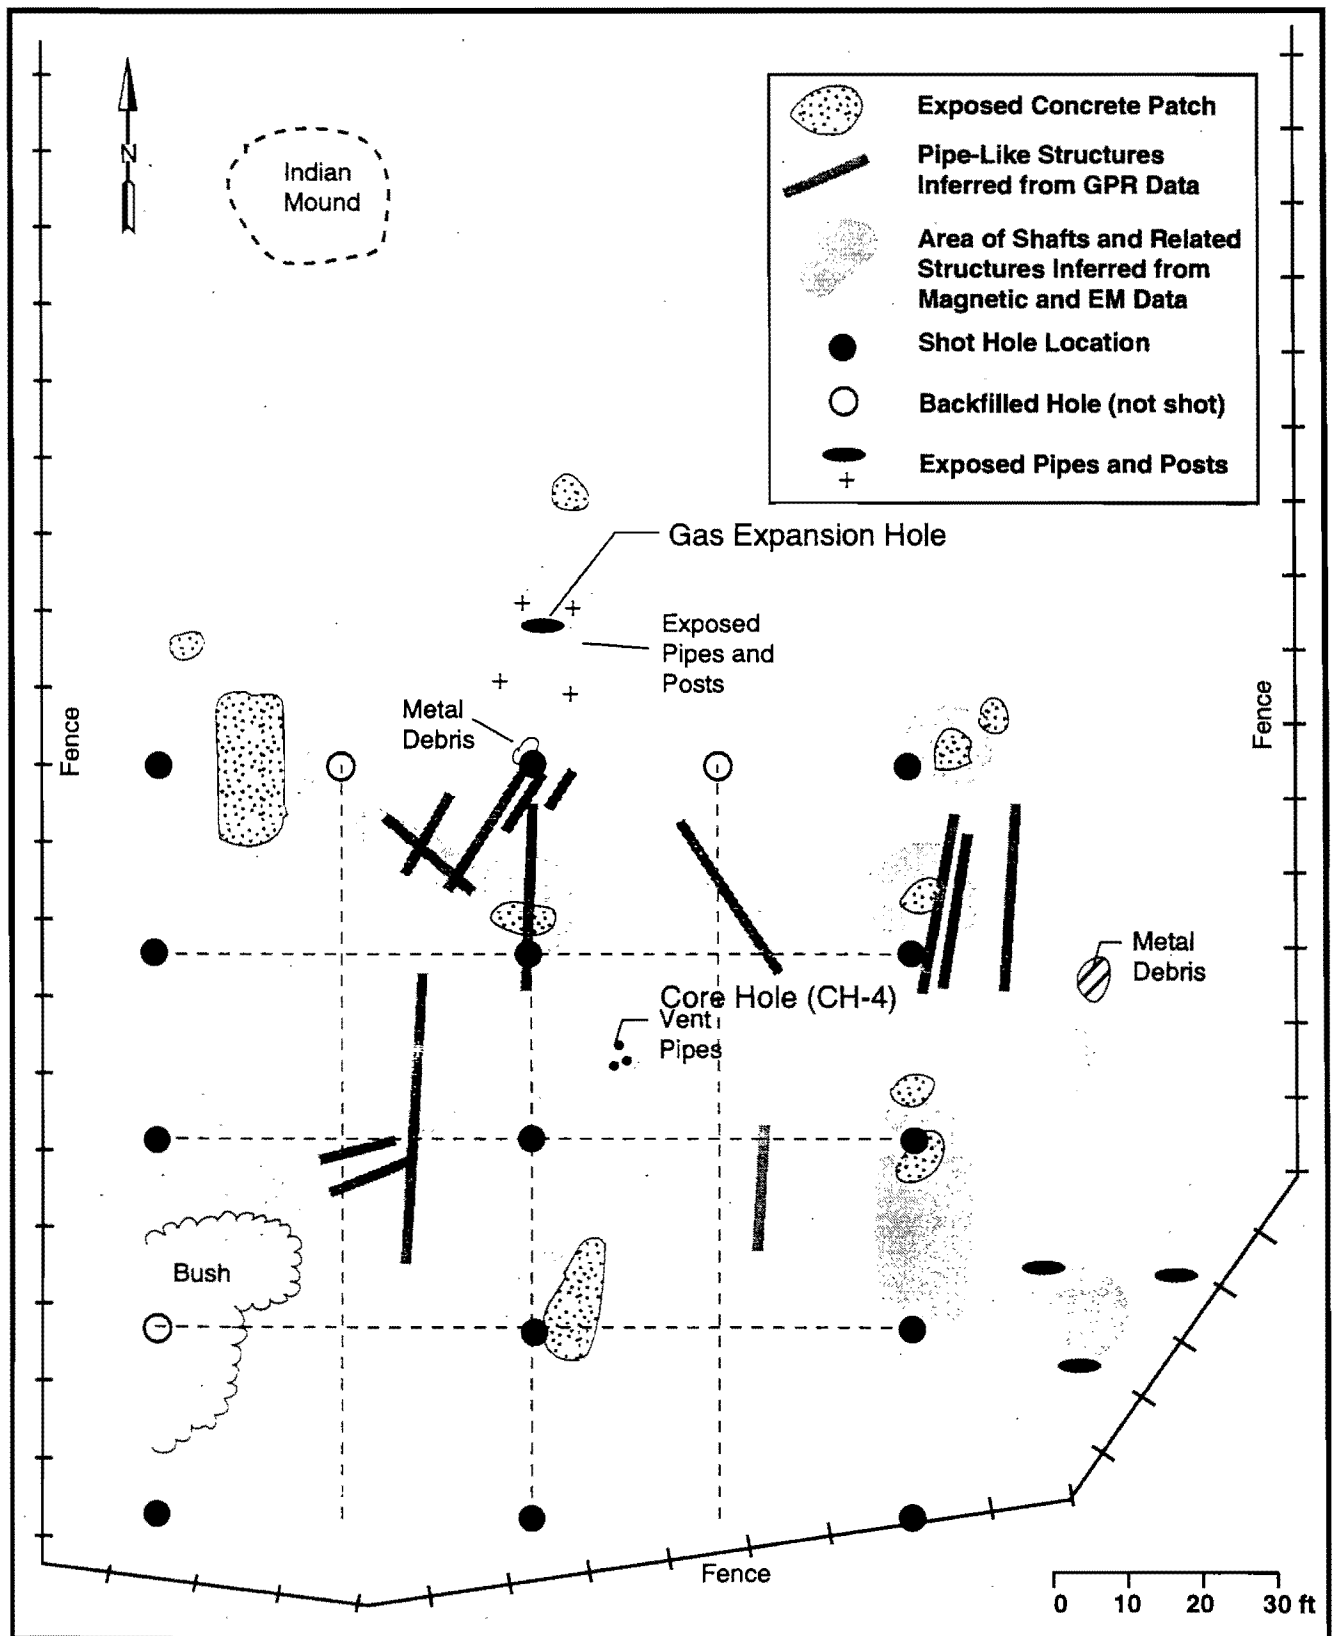 N
Indian
Mound
Exposed Concrete Patch
Pipe-Like Structures
Inferred from GPR Data
Area of Shafts and Related
Structures Inferred from
Magnetic and EM Data
Shot Hole Location
Backfilled Hole (not shot)
Exposed Pipes and Posts
Gas Expansion Hole
Exposed
Pipes and
Posts
Metal
Debris
Fence
Fence
Metal
Debris
Core Hole (CH-4)
Vent
Pipes
Bush
Fence
0 10 20 30 ft